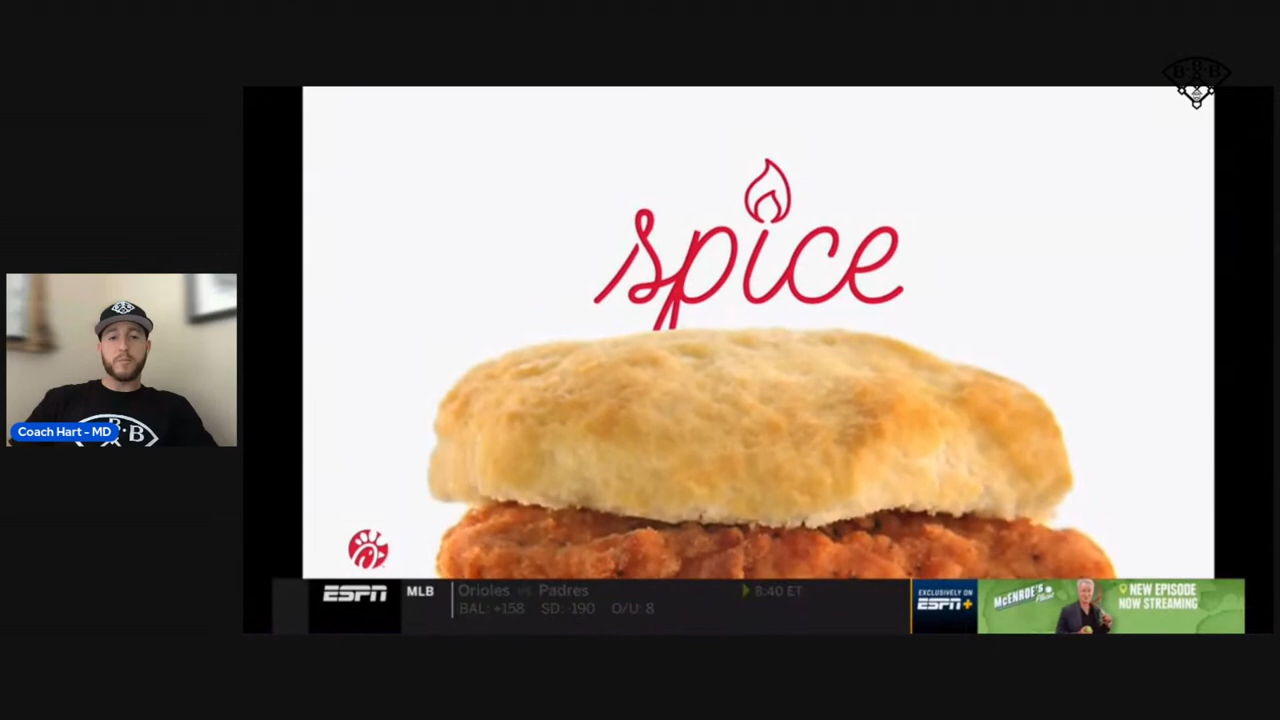 B·B·B
spice
B·B
Coach Hart - MD
ESPN
MLB
Orioles vs Padres
8:40 ET
BAL: +158 SD: -190 O/U: 8
EXCLUSIVELY ON
ESPN+
McENROE'S
NEW EPISODE
NOW STREAMING